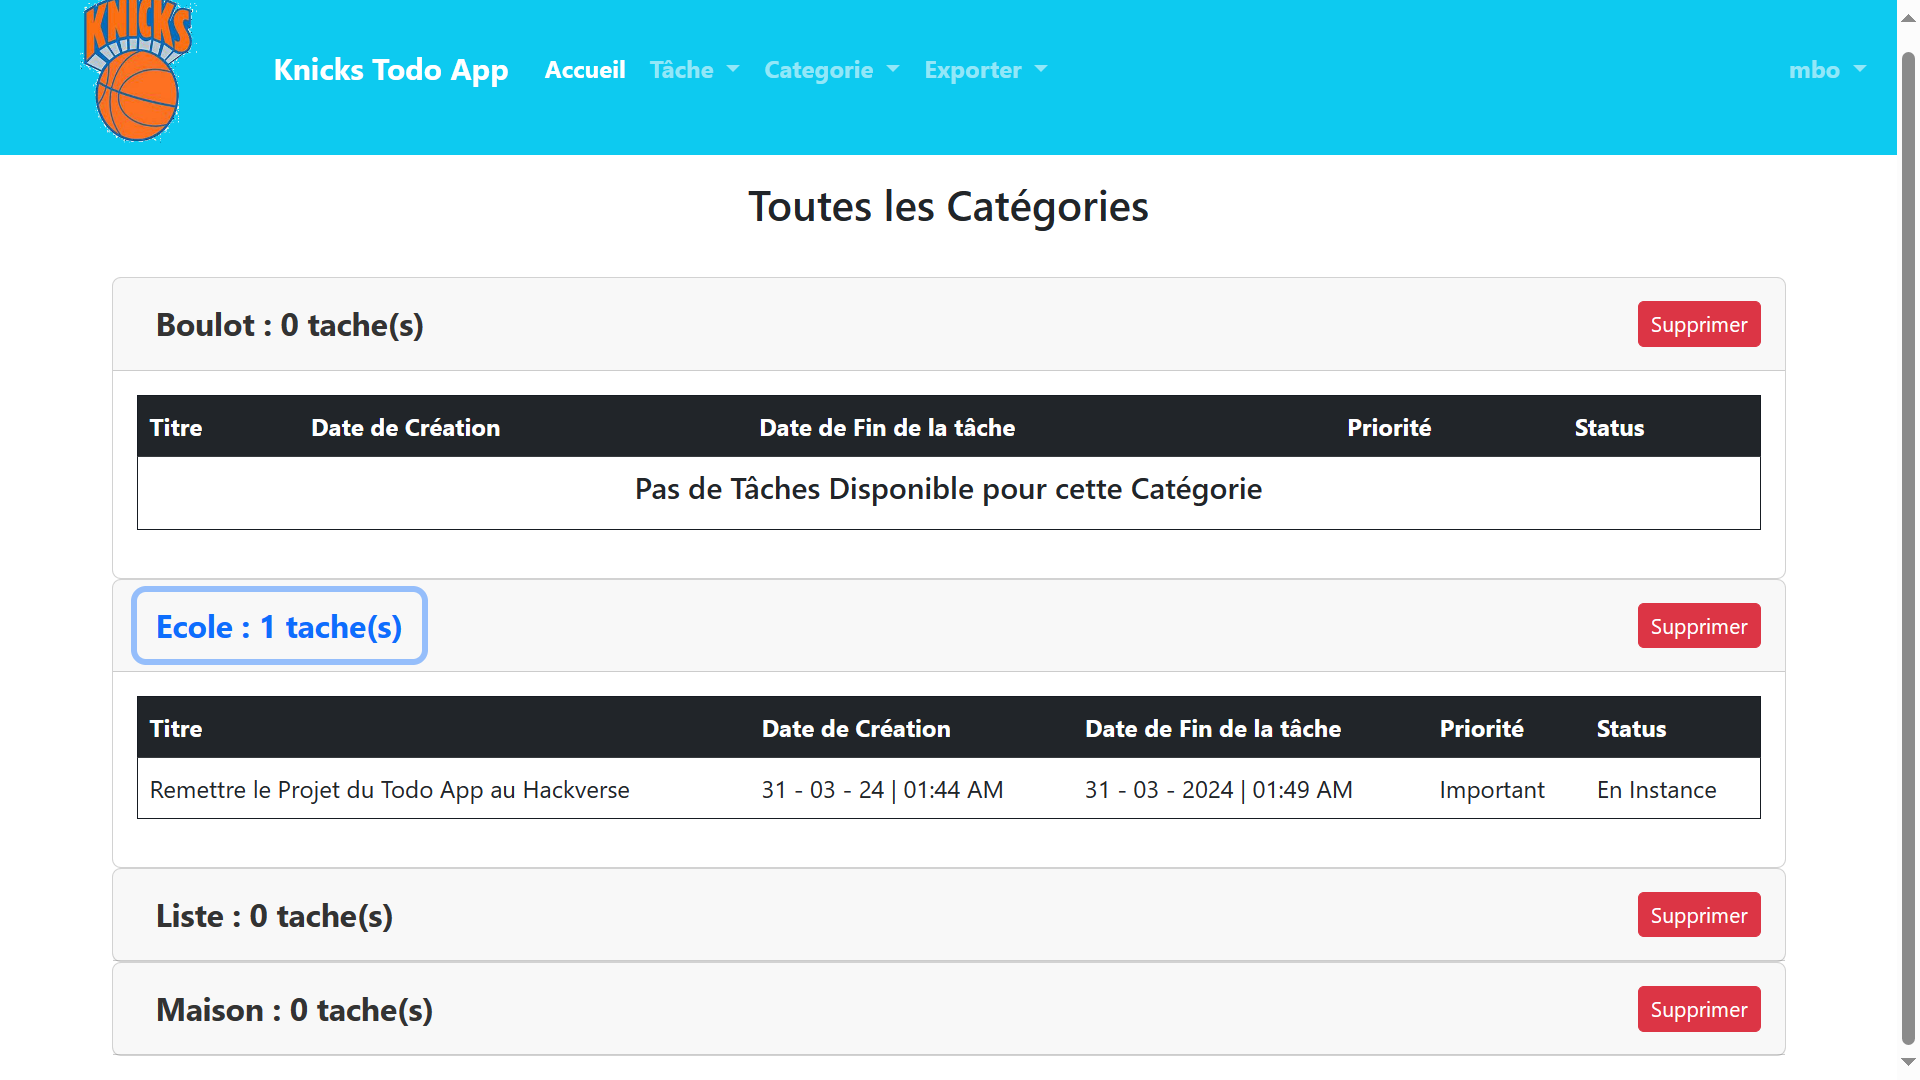 KNICKS
Knicks Todo App Accueil Tâche Categorie Exporter mbo
Toutes les Catégories
Boulot : 0 tache(s) Supprimer
Titre Date de Création Date de Fin de la tâche Priorité Status
Pas de Tâches Disponible pour cette Catégorie
Ecole : 1 tache(s) Supprimer
Titre Date de Création Date de Fin de la tâche Priorité Status
Remettre le Projet du Todo App au Hackverse 31 - 03 - 24 | 01:44 AM 31 - 03 - 2024 | 01:49 AM Important En Instance
Liste : 0 tache(s) Supprimer
Maison : 0 tache(s) Supprimer